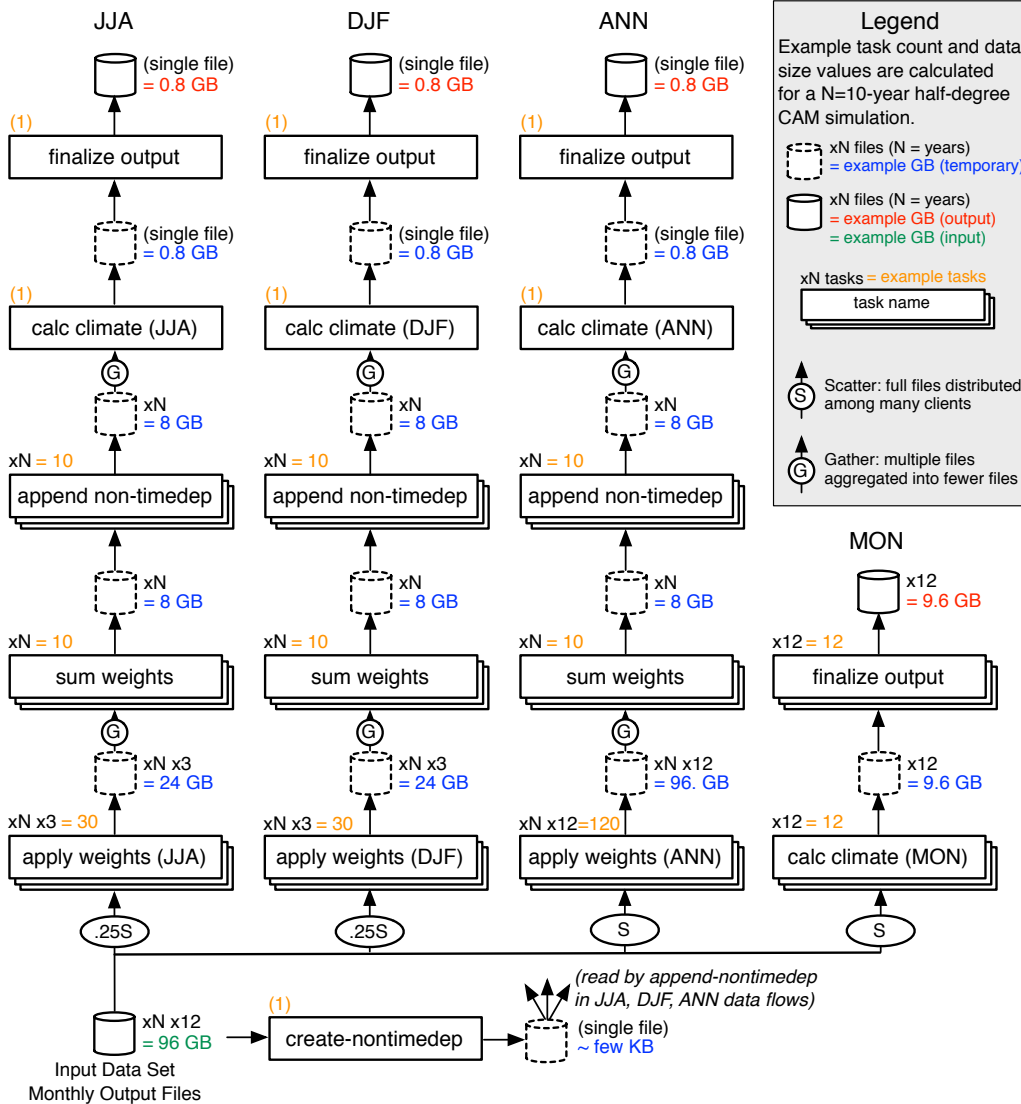 JJA
DJF
ANN
(single file)
= 0.8 GB
(single file)
= 0.8 GB
(single file)
= 0.8 GB
(1)
(1)
(1)
finalize output
finalize output
finalize output
(single file)
= 0.8 GB
(single file)
= 0.8 GB
(single file)
= 0.8 GB
(1)
(1)
(1)
calc climate (JJA)
calc climate (DJF)
calc climate (ANN)
G
G
G
xN
= 8 GB
xN
= 8 GB
xN
= 8 GB
xN = 10
xN = 10
xN = 10
append non-timedep
append non-timedep
append non-timedep
xN
= 8 GB
xN
= 8 GB
xN
= 8 GB
xN = 10
xN = 10
xN = 10
sum weights
sum weights
sum weights
G
G
G
xN x3
= 24 GB
xN x3
= 24 GB
xN x12
= 96. GB
xN x3 = 30
xN x3 = 30
xN x12=120
apply weights (JJA)
apply weights (DJF)
apply weights (ANN)
.25S
.25S
S
S
MON
x12
= 9.6 GB
x12 = 12
finalize output
x12
= 9.6 GB
x12 = 12
calc climate (MON)
xN x12
= 96 GB
Input Data Set
Monthly Output Files
(1)
create-nontimedep
(read by append-nontimedep
in JJA, DJF, ANN data flows)
(single file)
~ few KB
Legend
Example task count and data
size values are calculated
for a N=10-year half-degree
CAM simulation.
xN files (N = years)
= example GB (temporary)
xN files (N = years)
= example GB (output)
= example GB (input)
xN tasks = example tasks
task name
S
Scatter: full files distributed
among many clients
G
Gather: multiple files
aggregated into fewer files